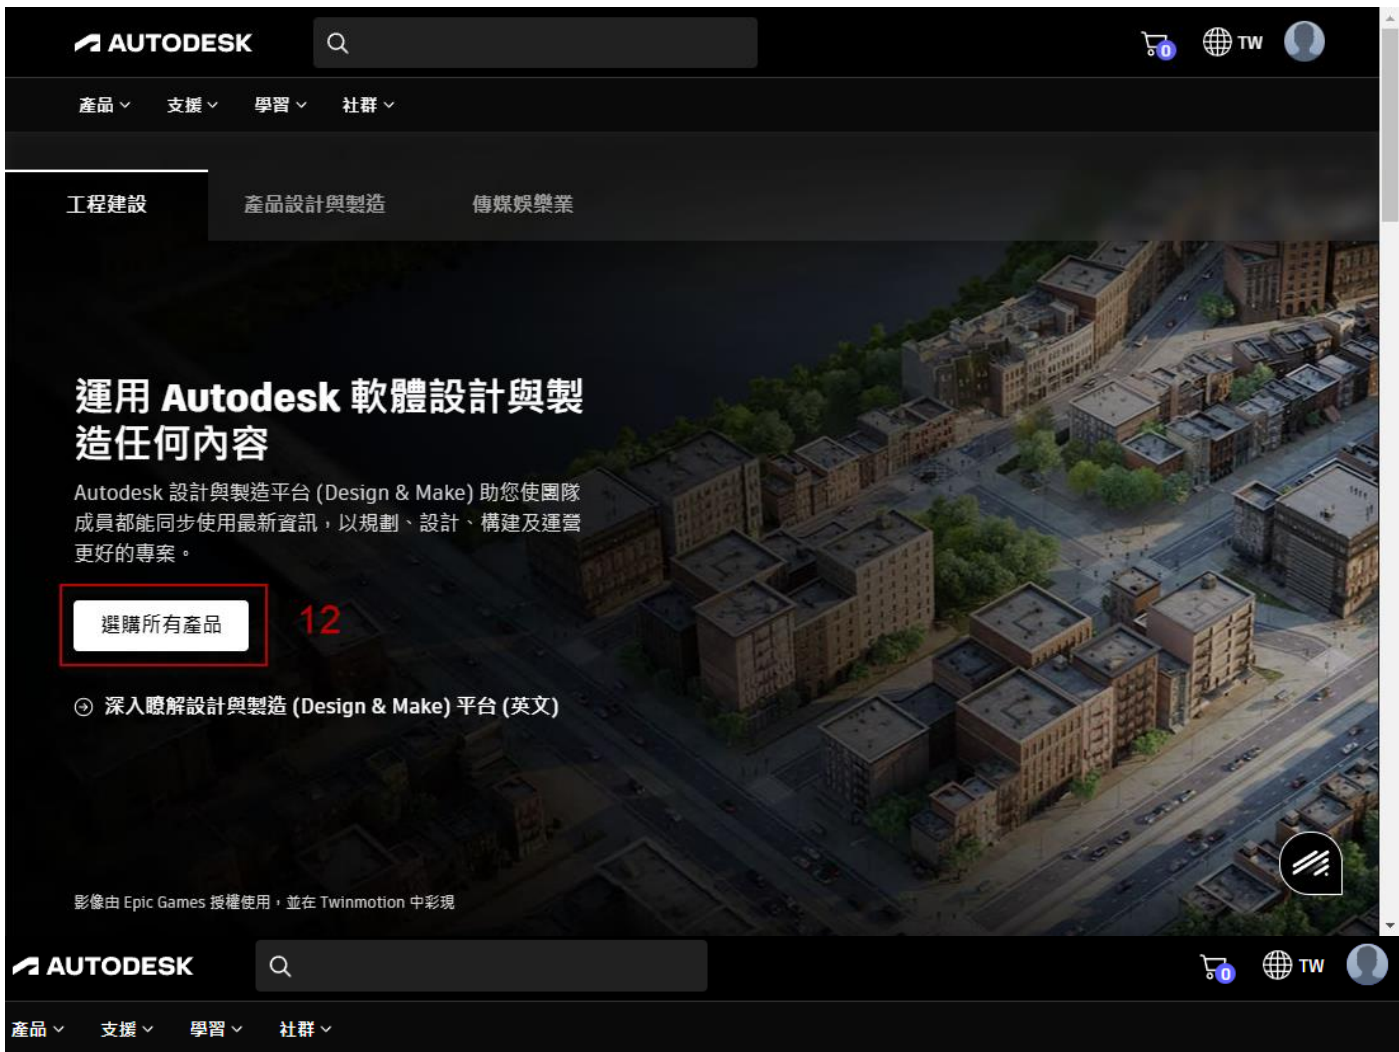 AUTODESK
0
TW
產品 支援 學習 社群
工程建設 產品設計與製造 傳媒娛樂業
運用 Autodesk 軟體設計與製
造任何內容
Autodesk 設計與製造平台 (Design & Make) 助您使團隊
成員都能同步使用最新資訊，以規劃、設計、構建及運營
更好的專案。
選購所有產品 12
深入瞭解設計與製造 (Design & Make) 平台 (英文)
影像由 Epic Games 授權使用，並在 Twinmotion 中彩現
AUTODESK
0
TW
產品 支援 學習 社群